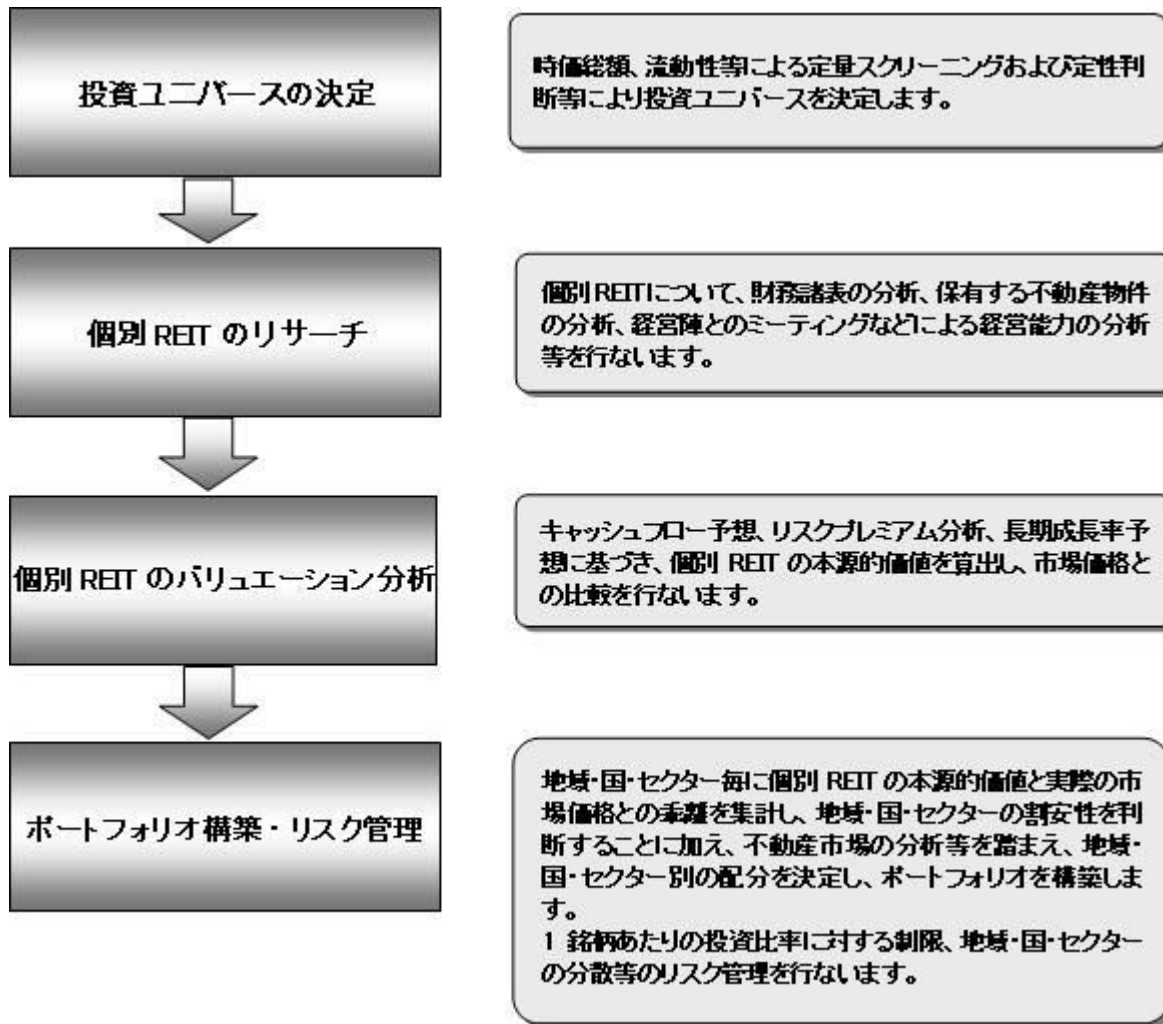 投資ユニバースの決定
時価総額、流動性等による定量スクリーニングおよび定性判
断等により投資ユニバースを決定します。
個別 REIT のリサーチ
個別 REITについて、財務諸表の分析、保有する不動産物件
の分析、経営陣とのミーティングなどによる経営能力の分析
等を行ないます。
個別 REIT のバリュエーション分析
キャッシュフロー予想、リスクプレミアム分析、長期成長率予
想に基づき、個別 REIT の本源的価値を算出し、市場価格と
の比較を行ないます。
ポートフォリオ構築・リスク管理
地域・国・セクター毎に個別 REIT の本源的価値と実際の市
場価格との乖離を集計し、地域・国・セクターの割安性を判
断することに加え、不動産市場の分析等を踏まえ、地域・
国・セクター別の配分を決定し、ポートフォリオを構築しま
す。
1 銘柄あたりの投資比率に対する制限、地域・国・セクター
の分散等のリスク管理を行ないます。